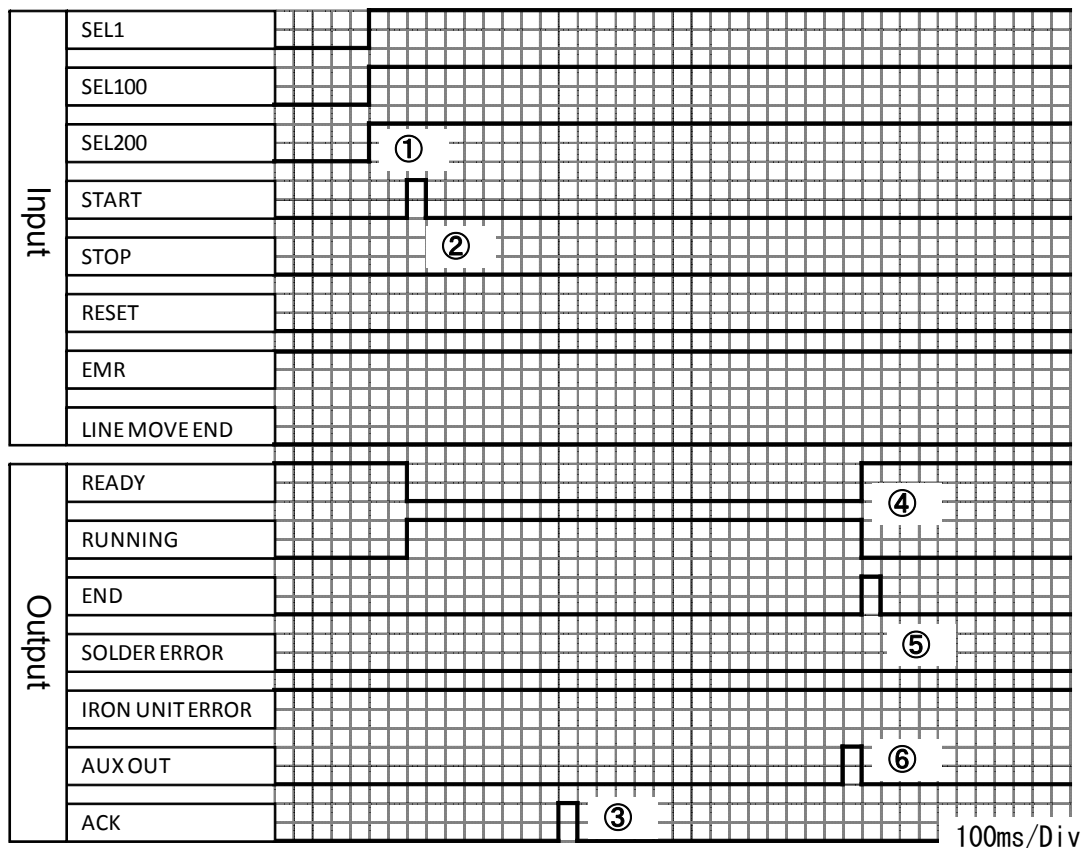 Input
SEL1
SEL100
SEL200
①
START
②
STOP
RESET
EMR
LINE MOVE END
Output
READY
④
RUNNING
END
⑤
SOLDER ERROR
IRON UNIT ERROR
⑥
AUX OUT
③
ACK
100ms/Div